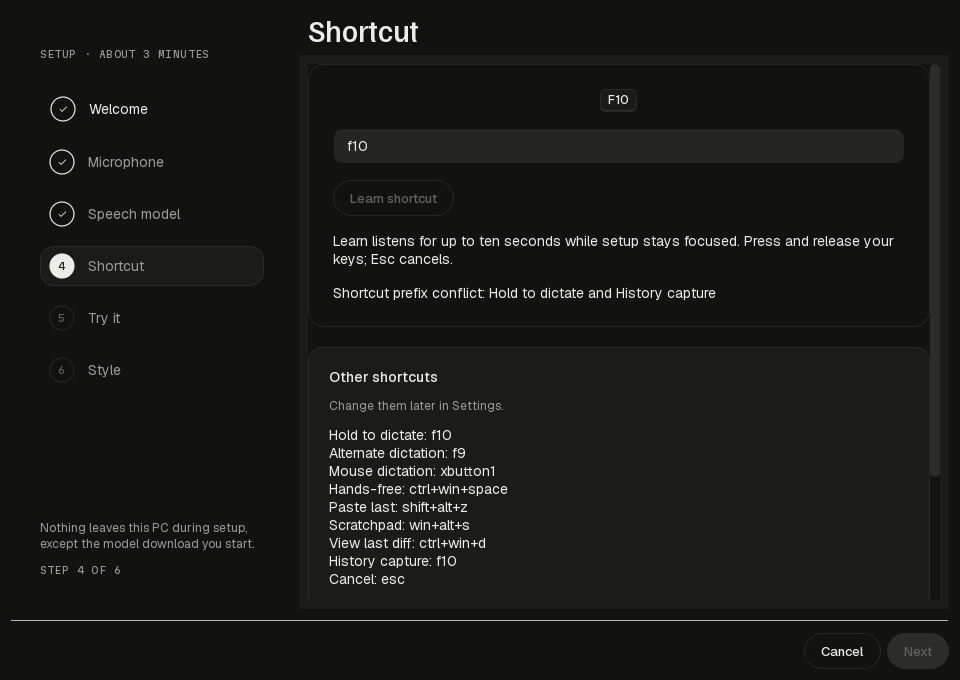 Shortcut
SETUP · ABOUT 3 MINUTES
Welcome
Microphone
Speech model
4 Shortcut
5 Try it
6 Style
Nothing leaves this PC during setup,
except the model download you start.
STEP 4 OF 6
F10
f10
Learn shortcut
Learn listens for up to ten seconds while setup stays focused. Press and release your
keys; Esc cancels.
Shortcut prefix conflict: Hold to dictate and History capture
Other shortcuts
Change them later in Settings.
Hold to dictate: f10
Alternate dictation: f9
Mouse dictation: xbutton1
Hands-free: ctrl+win+space
Paste last: shift+alt+z
Scratchpad: win+alt+s
View last diff: ctrl+win+d
History capture: f10
Cancel: esc
Cancel
Next